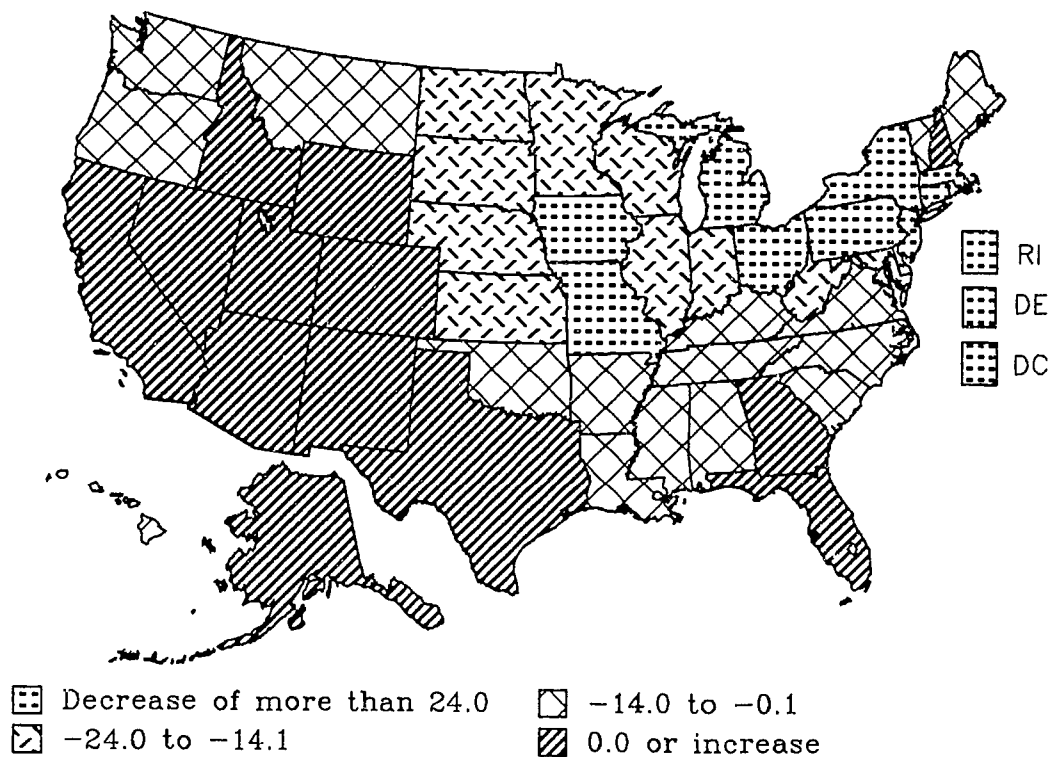 RI
DE
DC
Decrease of more than 24.0
-24.0 to -14.1
-14.0 to -0.1
0.0 or increase